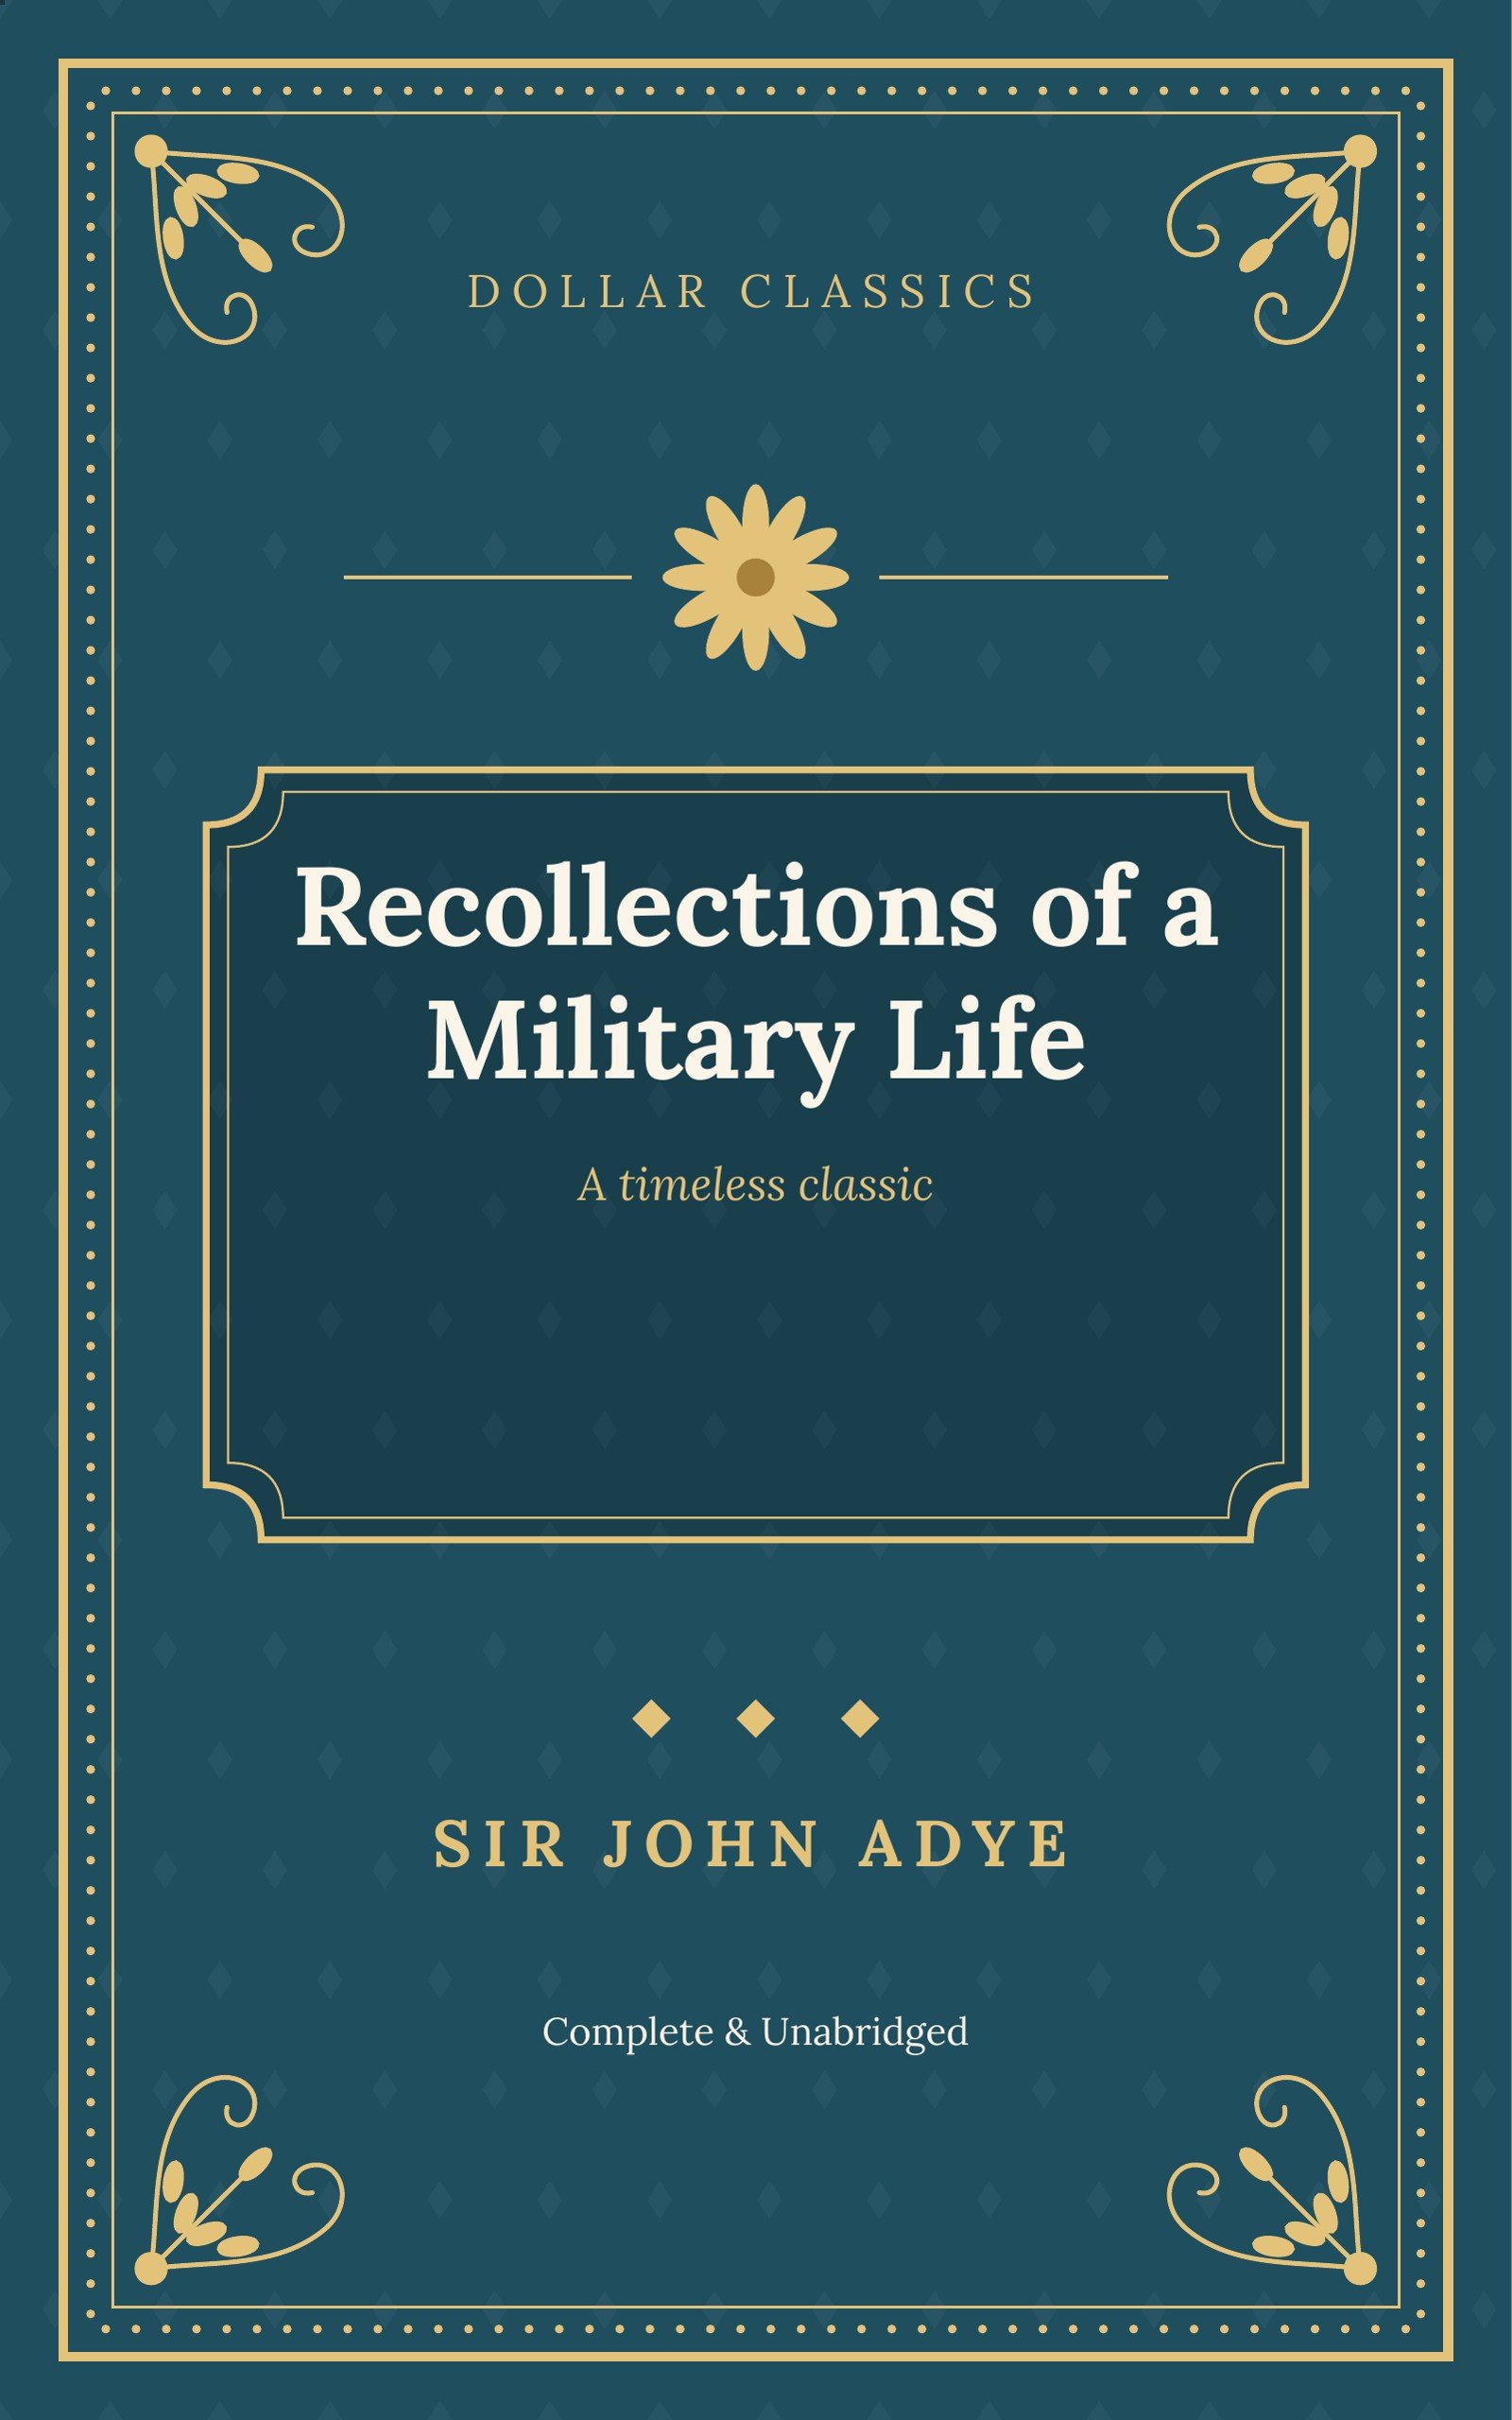 DOLLAR CLASSICS
Recollections of a
Military Life
A timeless classic
SIR JOHN ADYE
Complete & Unabridged